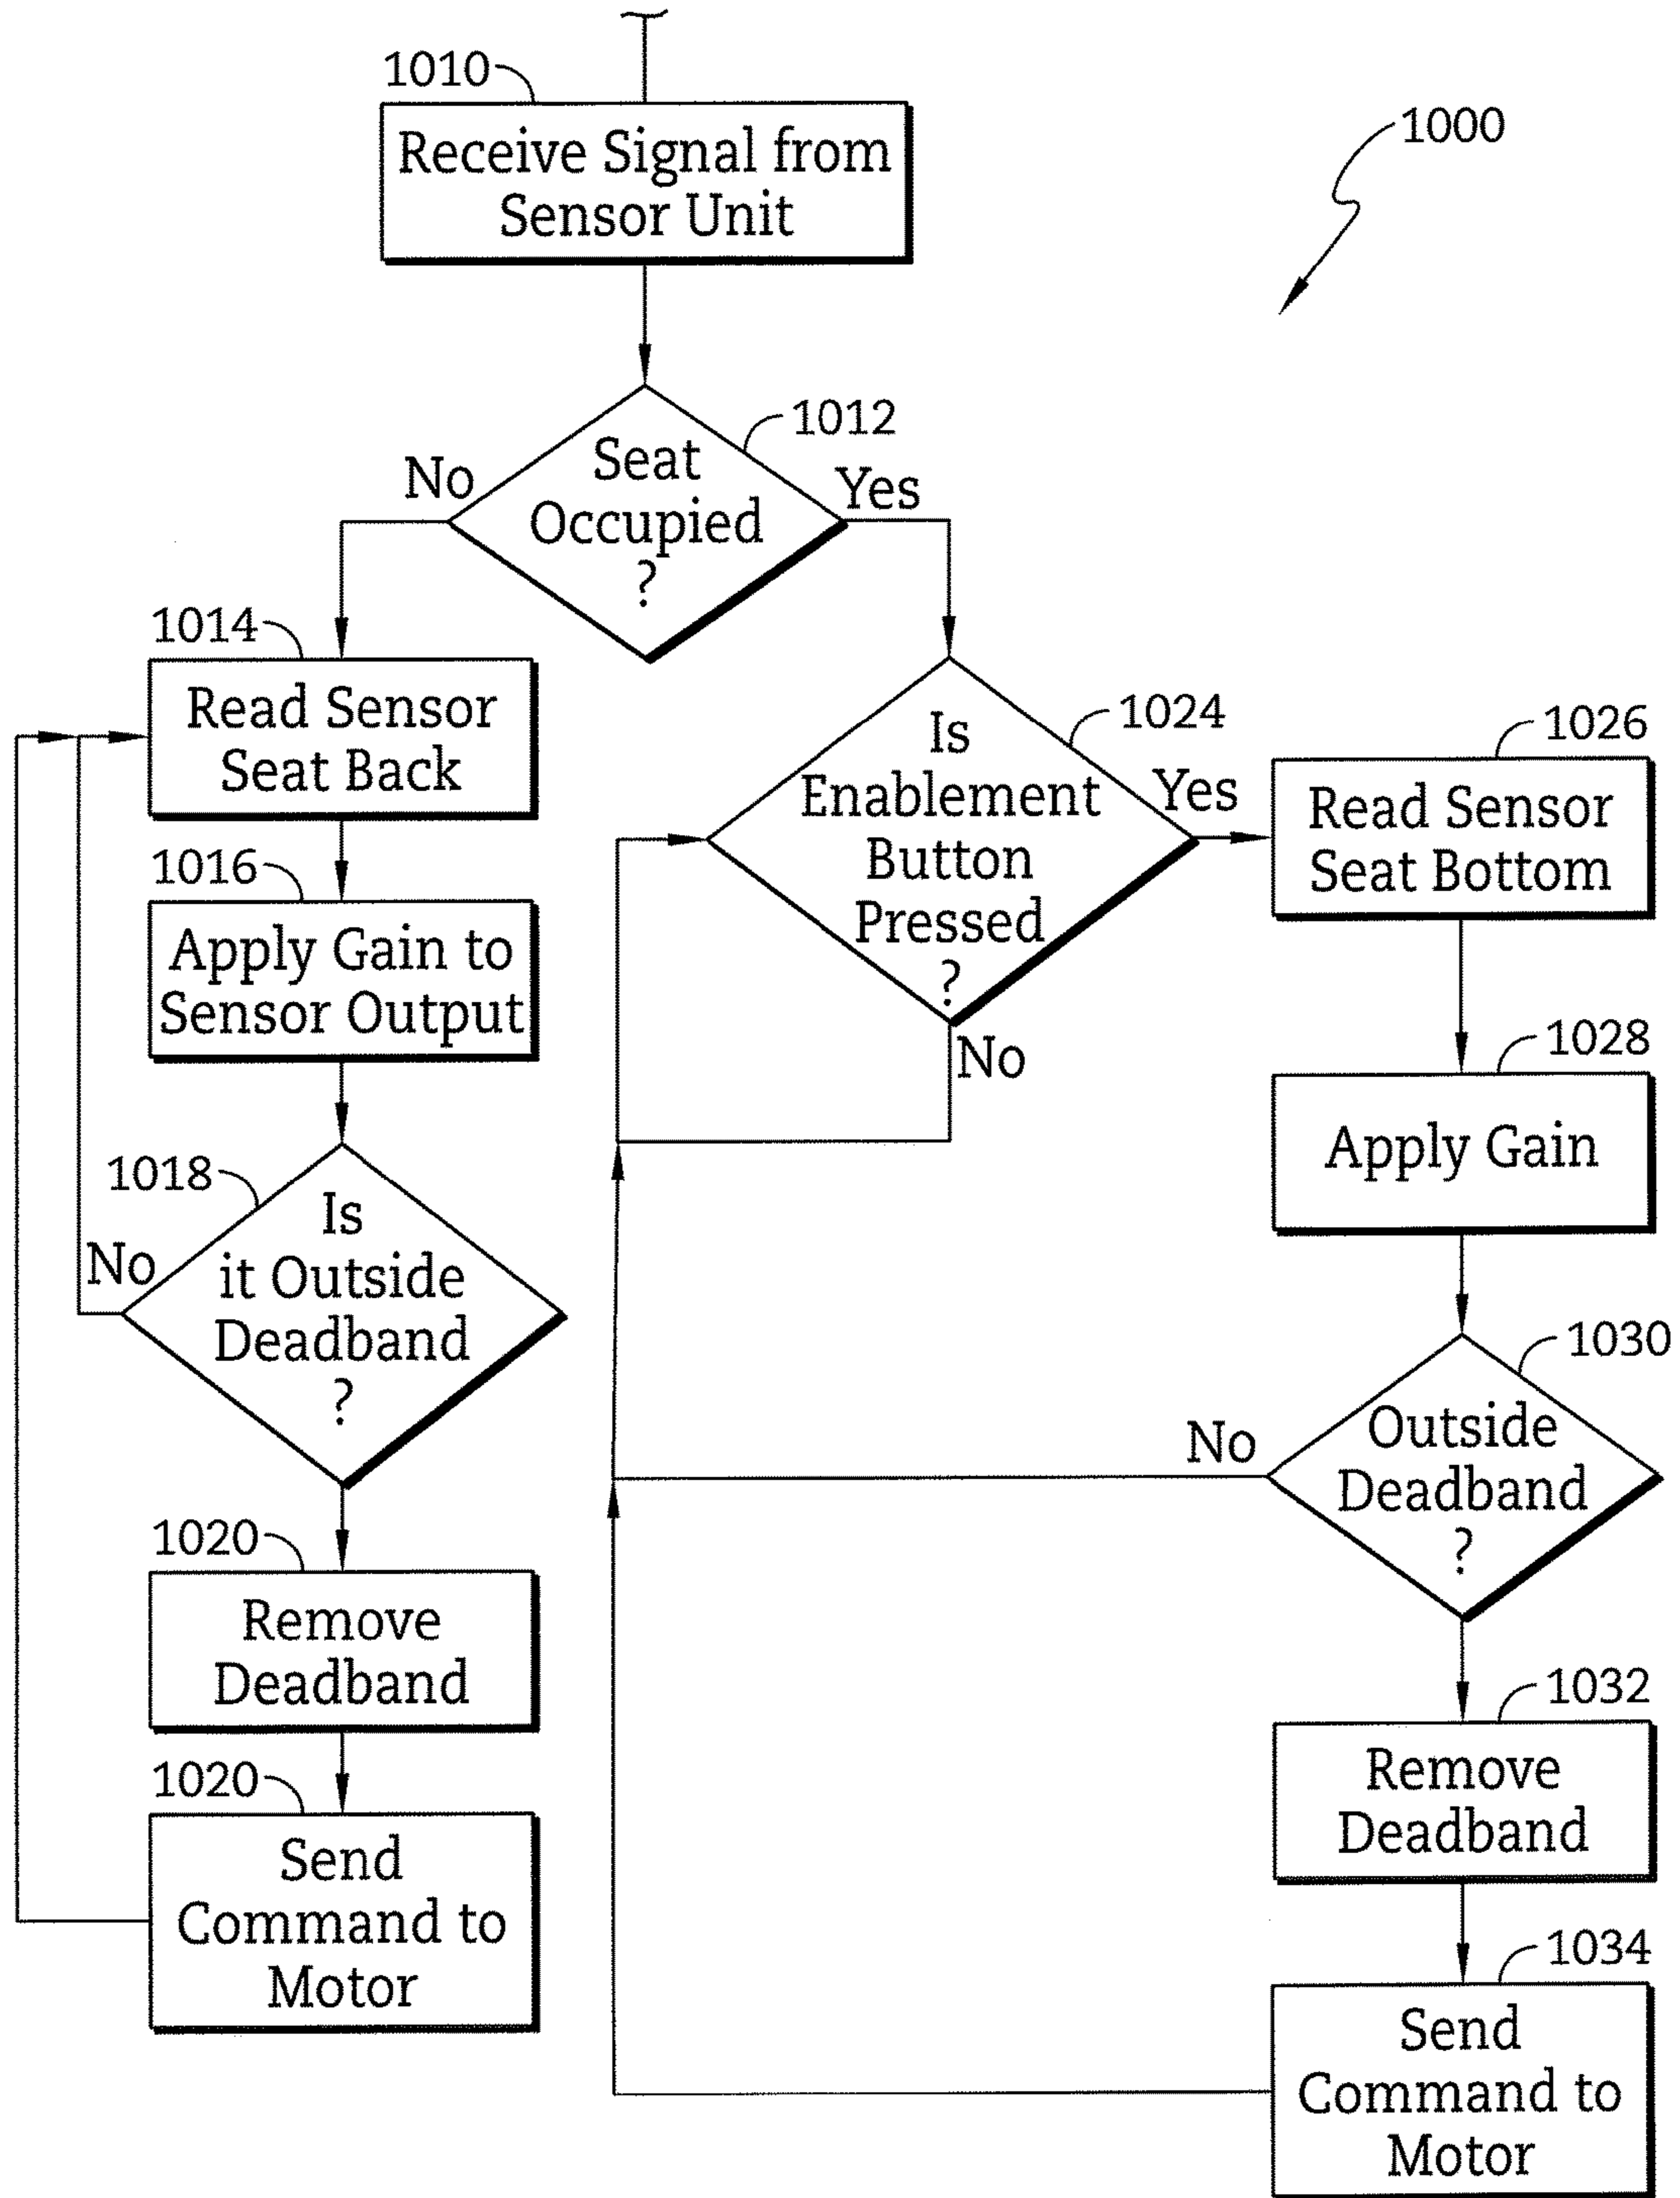 1010
Receive Signal from
Sensor Unit
1000
1012
Seat
Occupied
?
No
Yes
1014
Read Sensor
Seat Back
1016
Apply Gain to
Sensor Output
1018
Is
it Outside
Deadband
?
No
1020
Remove
Deadband
1020
Send
Command to
Motor
1024
Is
Enablement
Button
Pressed
?
Yes
No
1026
Read Sensor
Seat Bottom
1028
Apply Gain
1030
Outside
Deadband
?
No
1032
Remove
Deadband
1034
Send
Command to
Motor